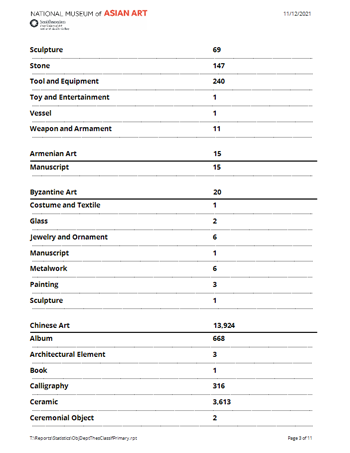 NATIONAL MUSEUM of ASIAN ART 11/12/2021
Smithsonian
Sculpture 69
Stone 147
Tool and Equipment 240
Toy and Entertainment 1
Vessel 1
Weapon and Armament 11
Armenian Art 15
Manuscript 15
Byzantine Art 20
Costume and Textile 1
Glass 2
Jewelry and Ornament 6
Manuscript 1
Metalwork 6
Painting 3
Sculpture 1
Chinese Art 13,924
Album 668
Architectural Element 3
Book 1
Calligraphy 316
Ceramic 3,613
Ceremonial Object 2
T:\Reports\Statistics\ObjDeptThesClassifPrimary.rpt Page 3 of 11